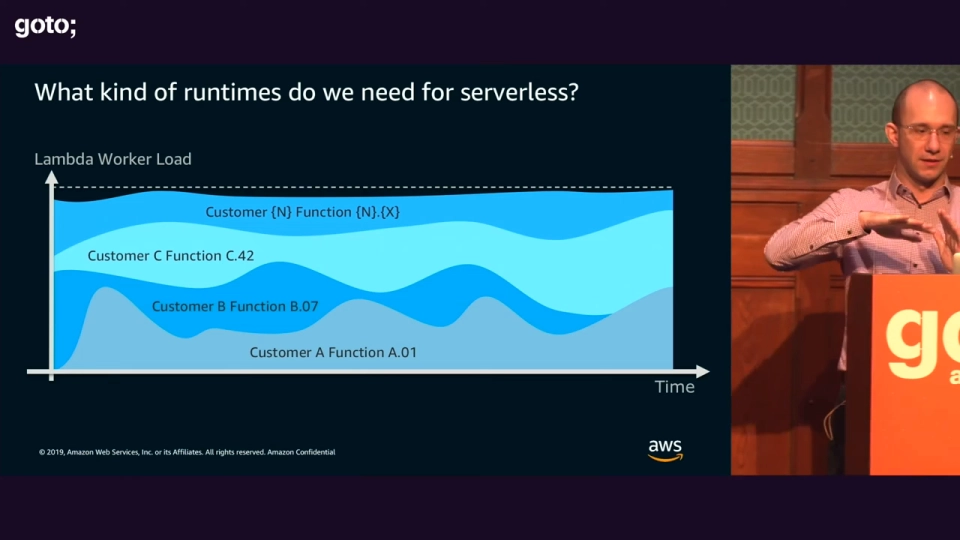 goto;
What kind of runtimes do we need for serverless?
Lambda Worker Load
Customer {N} Function {N}.{X}
Customer C Function C.42
Customer B Function B.07
Customer A Function A.01
Time
© 2019, Amazon Web Services, Inc. or its Affiliates. All rights reserved. Amazon Confidential
aws
go
a